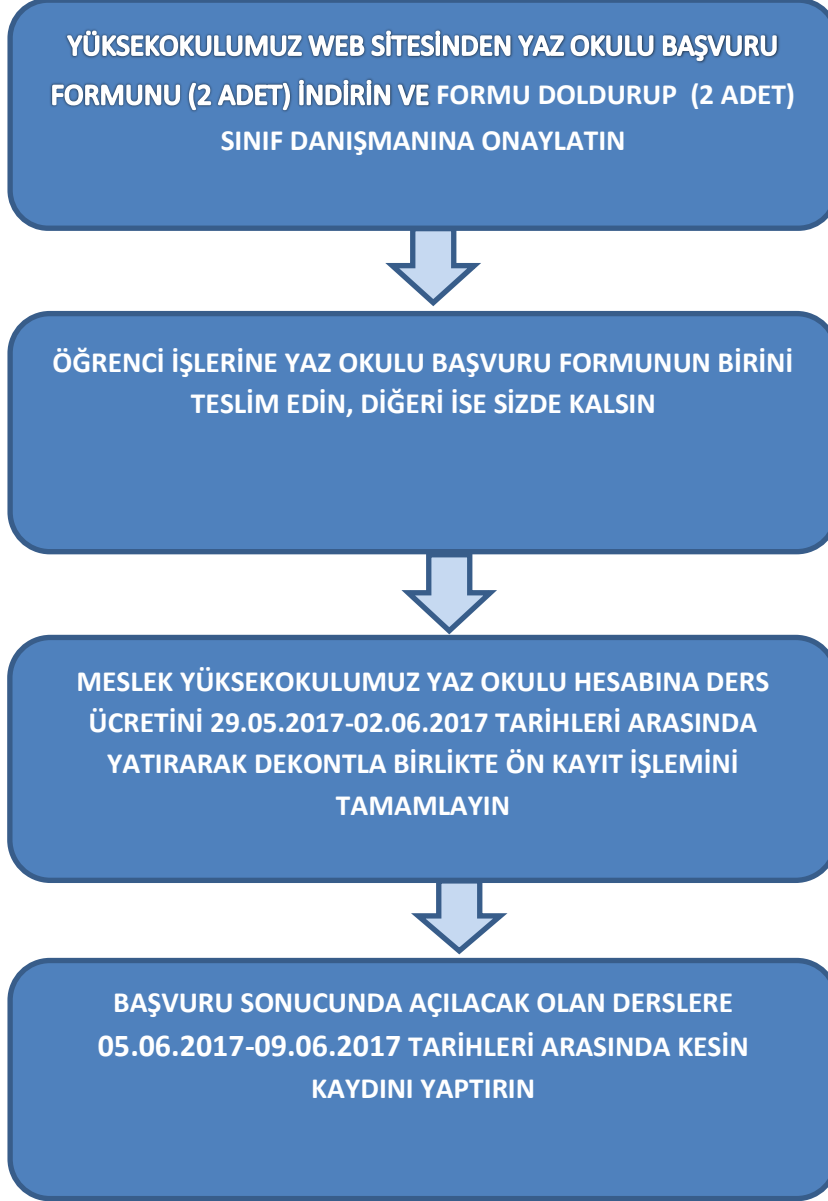 YÜKSEKOKULUMUZ WEB SİTESİNDEN YAZ OKULU BAŞVURU
FORMUNU (2 ADET) İNDİRİN VE FORMU DOLDURUP (2 ADET)
SINIF DANIŞMANINA ONAYLATIN
ÖĞRENCİ İŞLERİNE YAZ OKULU BAŞVURU FORMUNUN BİRİNİ
TESLİM EDİN, DİĞERİ İSE SİZDE KALSIN
MESLEK YÜKSEKOKULUMUZ YAZ OKULU HESABINA DERS
ÜCRETİNİ 29.05.2017-02.06.2017 TARİHLERİ ARASINDA
YATIRARAK DEKONTLA BİRLİKTE ÖN KAYIT İŞLEMİNİ
TAMAMLAYIN
BAŞVURU SONUCUNDA AÇILACAK OLAN DERSLERE
05.06.2017-09.06.2017 TARİHLERİ ARASINDA KESİN
KAYDINI YAPTIRIN